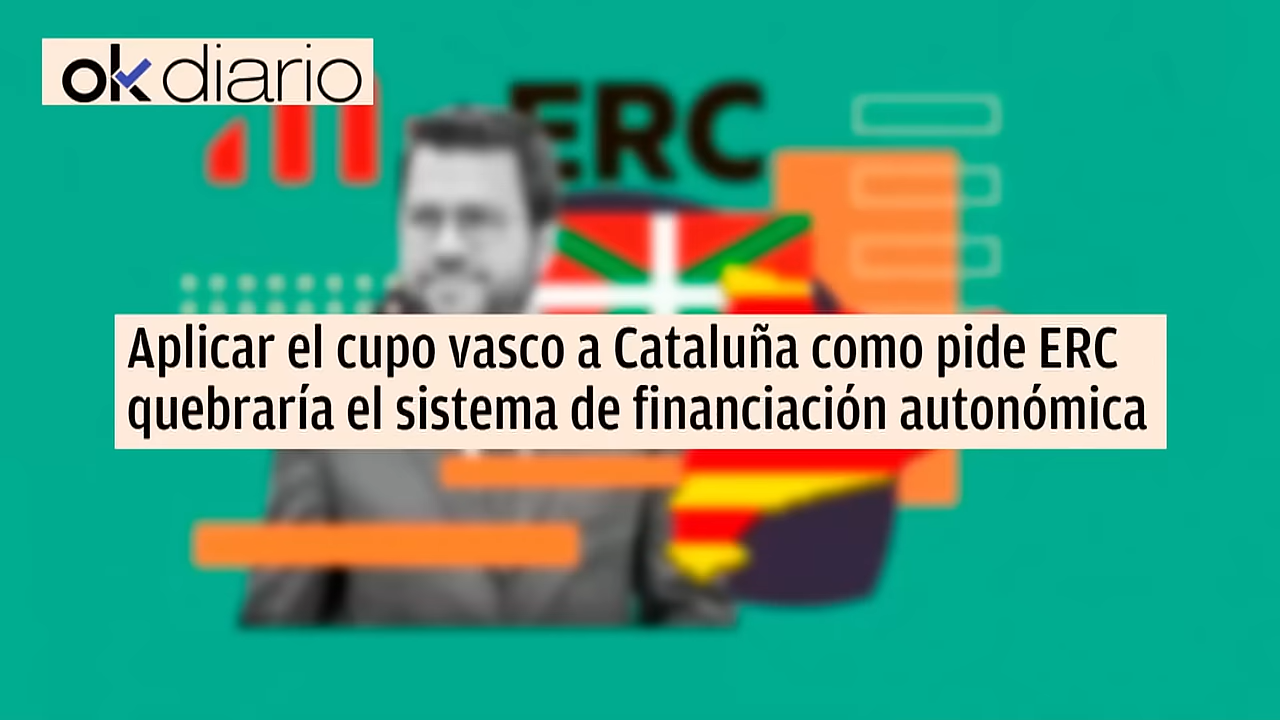 okdiario
ERC
Aplicar el cupo vasco a Cataluña como pide ERC
quebraría el sistema de financiación autonómica